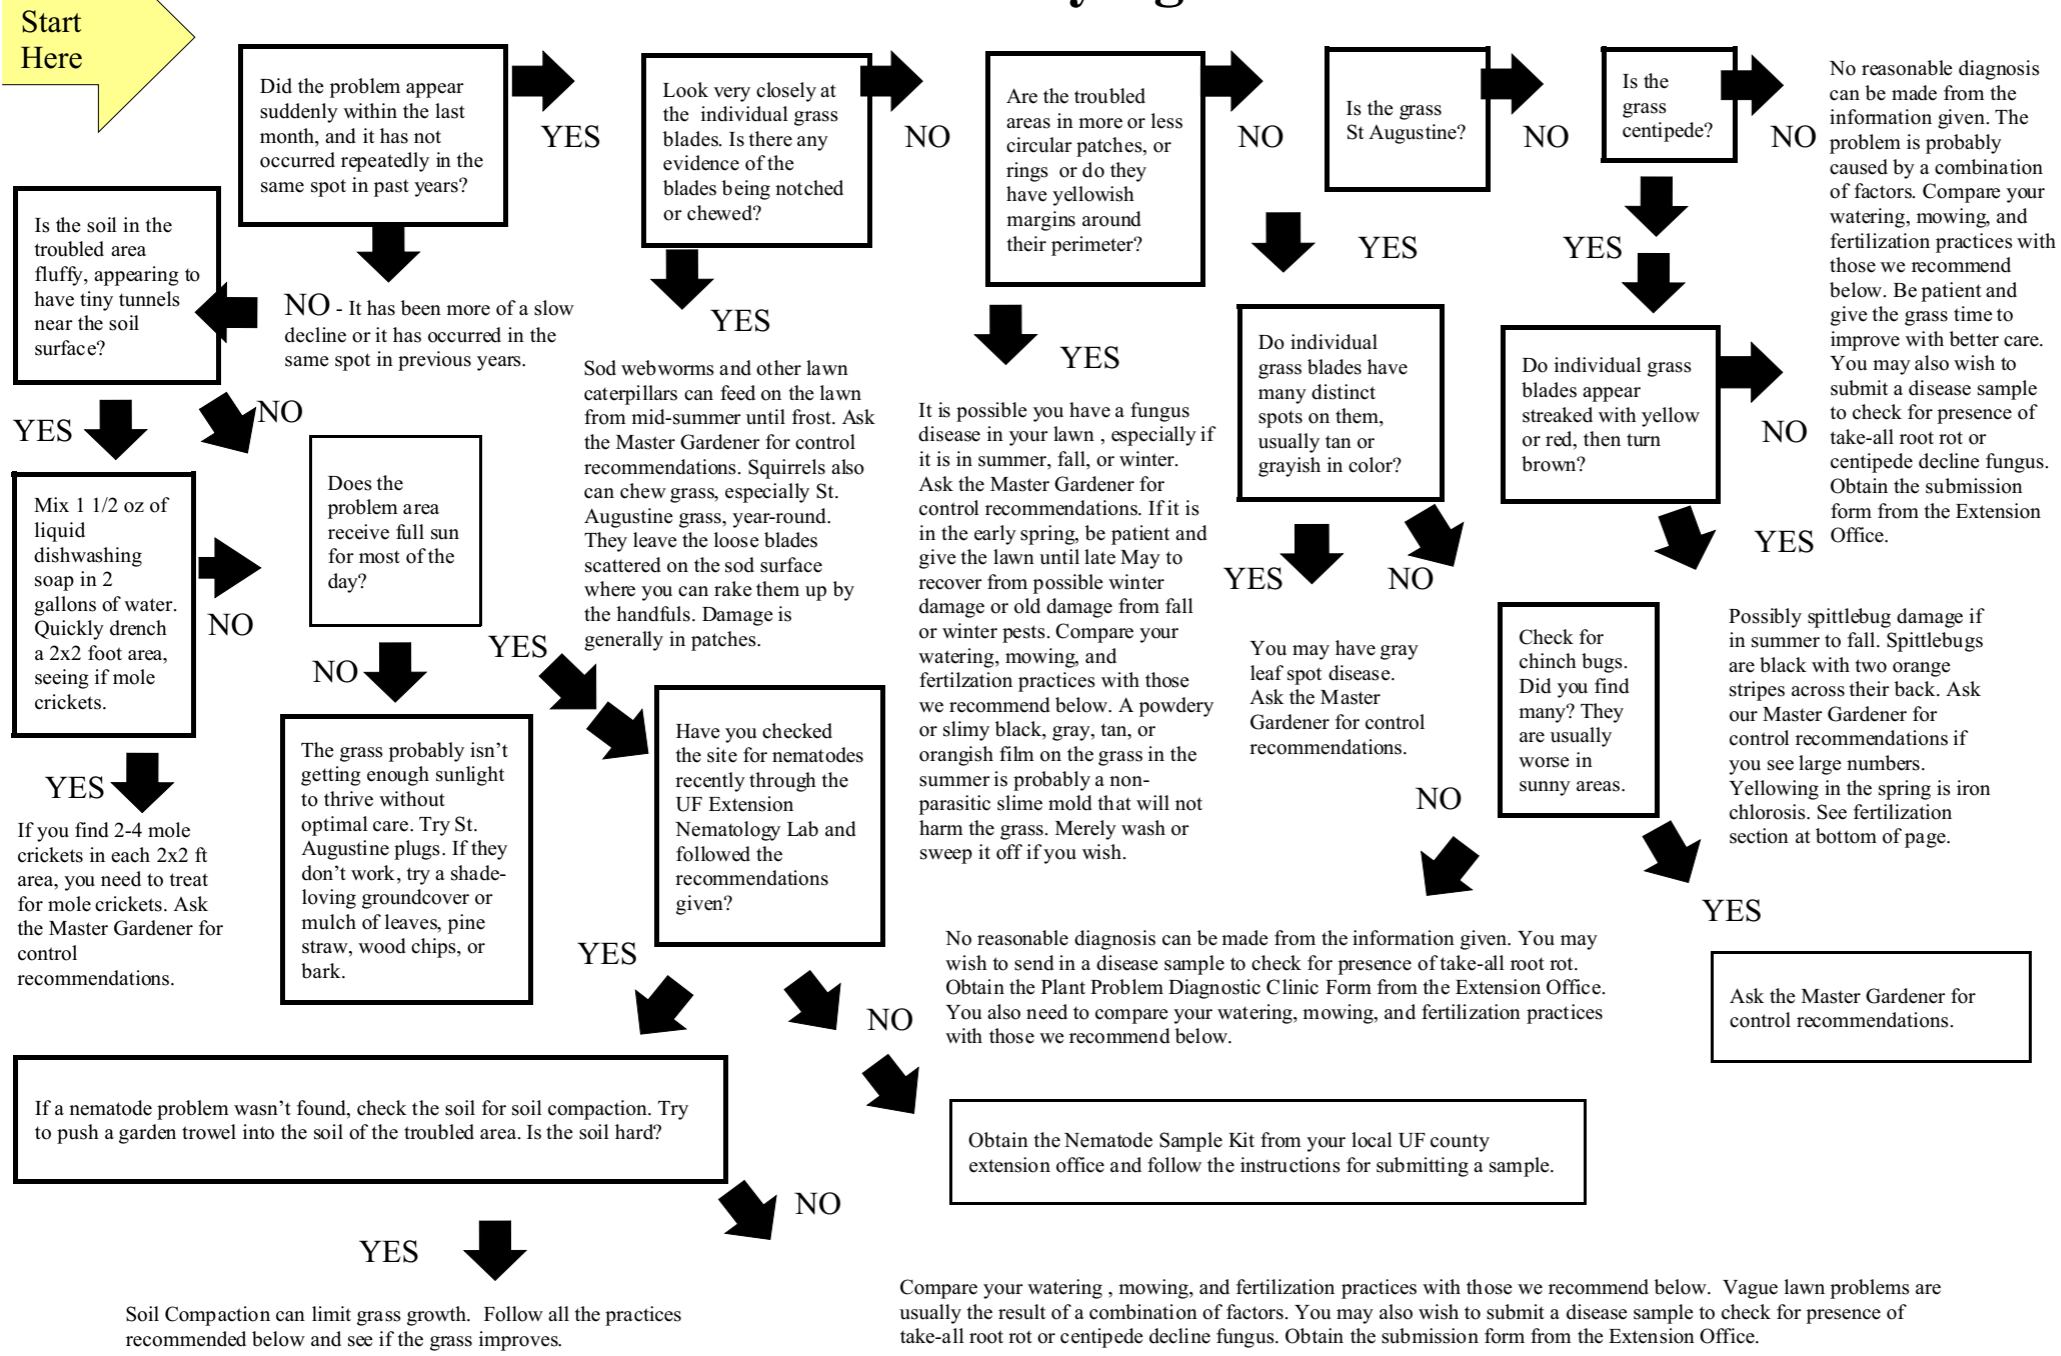 Start
Here
Did the problem appear
suddenly within the last
month, and it has not
occurred repeatedly in the
same spot in past years?
YES
Look very closely at
the individual grass
blades. Is there any
evidence of the
blades being notched
or chewed?
NO
Are the troubled
areas in more or less
circular patches, or
rings or do they
have yellowish
margins around
their perimeter?
NO
Is the grass
St Augustine?
NO
Is the
grass
centipede?
NO
No reasonable diagnosis
can be made from the
information given. The
problem is probably
caused by a combination
of factors. Compare your
watering, mowing, and
fertilization practices with
those we recommend
below. Be patient and
give the grass time to
improve with better care.
You may also wish to
submit a disease sample
to check for presence of
take-all root rot or
centipede decline fungus.
Obtain the submission
form from the Extension
Office.
Is the soil in the
troubled area
fluffy, appearing to
have tiny tunnels
near the soil
surface?
NO - It has been more of a slow
decline or it has occurred in the
same spot in previous years.
YES
Sod webworms and other lawn
caterpillars can feed on the lawn
from mid-summer until frost. Ask
the Master Gardener for control
recommendations. Squirrels also
can chew grass, especially St.
Augustine grass, year-round.
They leave the loose blades
scattered on the sod surface
where you can rake them up by
the handfuls. Damage is
generally in patches.
YES
It is possible you have a fungus
disease in your lawn , especially if
it is in summer, fall, or winter.
Ask the Master Gardener for
control recommendations. If it is
in the early spring, be patient and
give the lawn until late May to
recover from possible winter
damage or old damage from fall
or winter pests. Compare your
watering, mowing, and
fertilzation practices with those
we recommend below. A powdery
or slimy black, gray, tan, or
orangish film on the grass in the
summer is probably a non-
parasitic slime mold that will not
harm the grass. Merely wash or
sweep it off if you wish.
YES
Do individual
grass blades have
many distinct
spots on them,
usually tan or
grayish in color?
YES
Do individual grass
blades appear
streaked with yellow
or red, then turn
brown?
NO
YES
NO
Mix 1 1/2 oz of
liquid
dishwashing
soap in 2
gallons of water.
Quickly drench
a 2x2 foot area,
seeing if mole
crickets.
NO
Does the
problem area
receive full sun
for most of the
day?
YES
NO
YES
NO
YES
You may have gray
leaf spot disease.
Ask the Master
Gardener for control
recommendations.
Check for
chinch bugs.
Did you find
many? They
are usually
worse in
sunny areas.
Possibly spittlebug damage if
in summer to fall. Spittlebugs
are black with two orange
stripes across their back. Ask
our Master Gardener for
control recommendations if
you see large numbers.
Yellowing in the spring is iron
chlorosis. See fertilization
section at bottom of page.
YES
If you find 2-4 mole
crickets in each 2x2 ft
area, you need to treat
for mole crickets. Ask
the Master Gardener for
control
recommendations.
The grass probably isn't
getting enough sunlight
to thrive without
optimal care. Try St.
Augustine plugs. If they
don't work, try a shade-
loving groundcover or
mulch of leaves, pine
straw, wood chips, or
bark.
Have you checked
the site for nematodes
recently through the
UF Extension
Nematology Lab and
followed the
recommendations
given?
NO
YES
YES
NO
No reasonable diagnosis can be made from the information given. You may
wish to send in a disease sample to check for presence of take-all root rot.
Obtain the Plant Problem Diagnostic Clinic Form from the Extension Office.
You also need to compare your watering, mowing, and fertilization practices
with those we recommend below.
Ask the Master Gardener for
control recommendations.
If a nematode problem wasn't found, check the soil for soil compaction. Try
to push a garden trowel into the soil of the troubled area. Is the soil hard?
Obtain the Nematode Sample Kit from your local UF county
extension office and follow the instructions for submitting a sample.
NO
YES
Soil Compaction can limit grass growth. Follow all the practices
recommended below and see if the grass improves.
Compare your watering , mowing, and fertilization practices with those we recommend below. Vague lawn problems are
usually the result of a combination of factors. You may also wish to submit a disease sample to check for presence of
take-all root rot or centipede decline fungus. Obtain the submission form from the Extension Office.